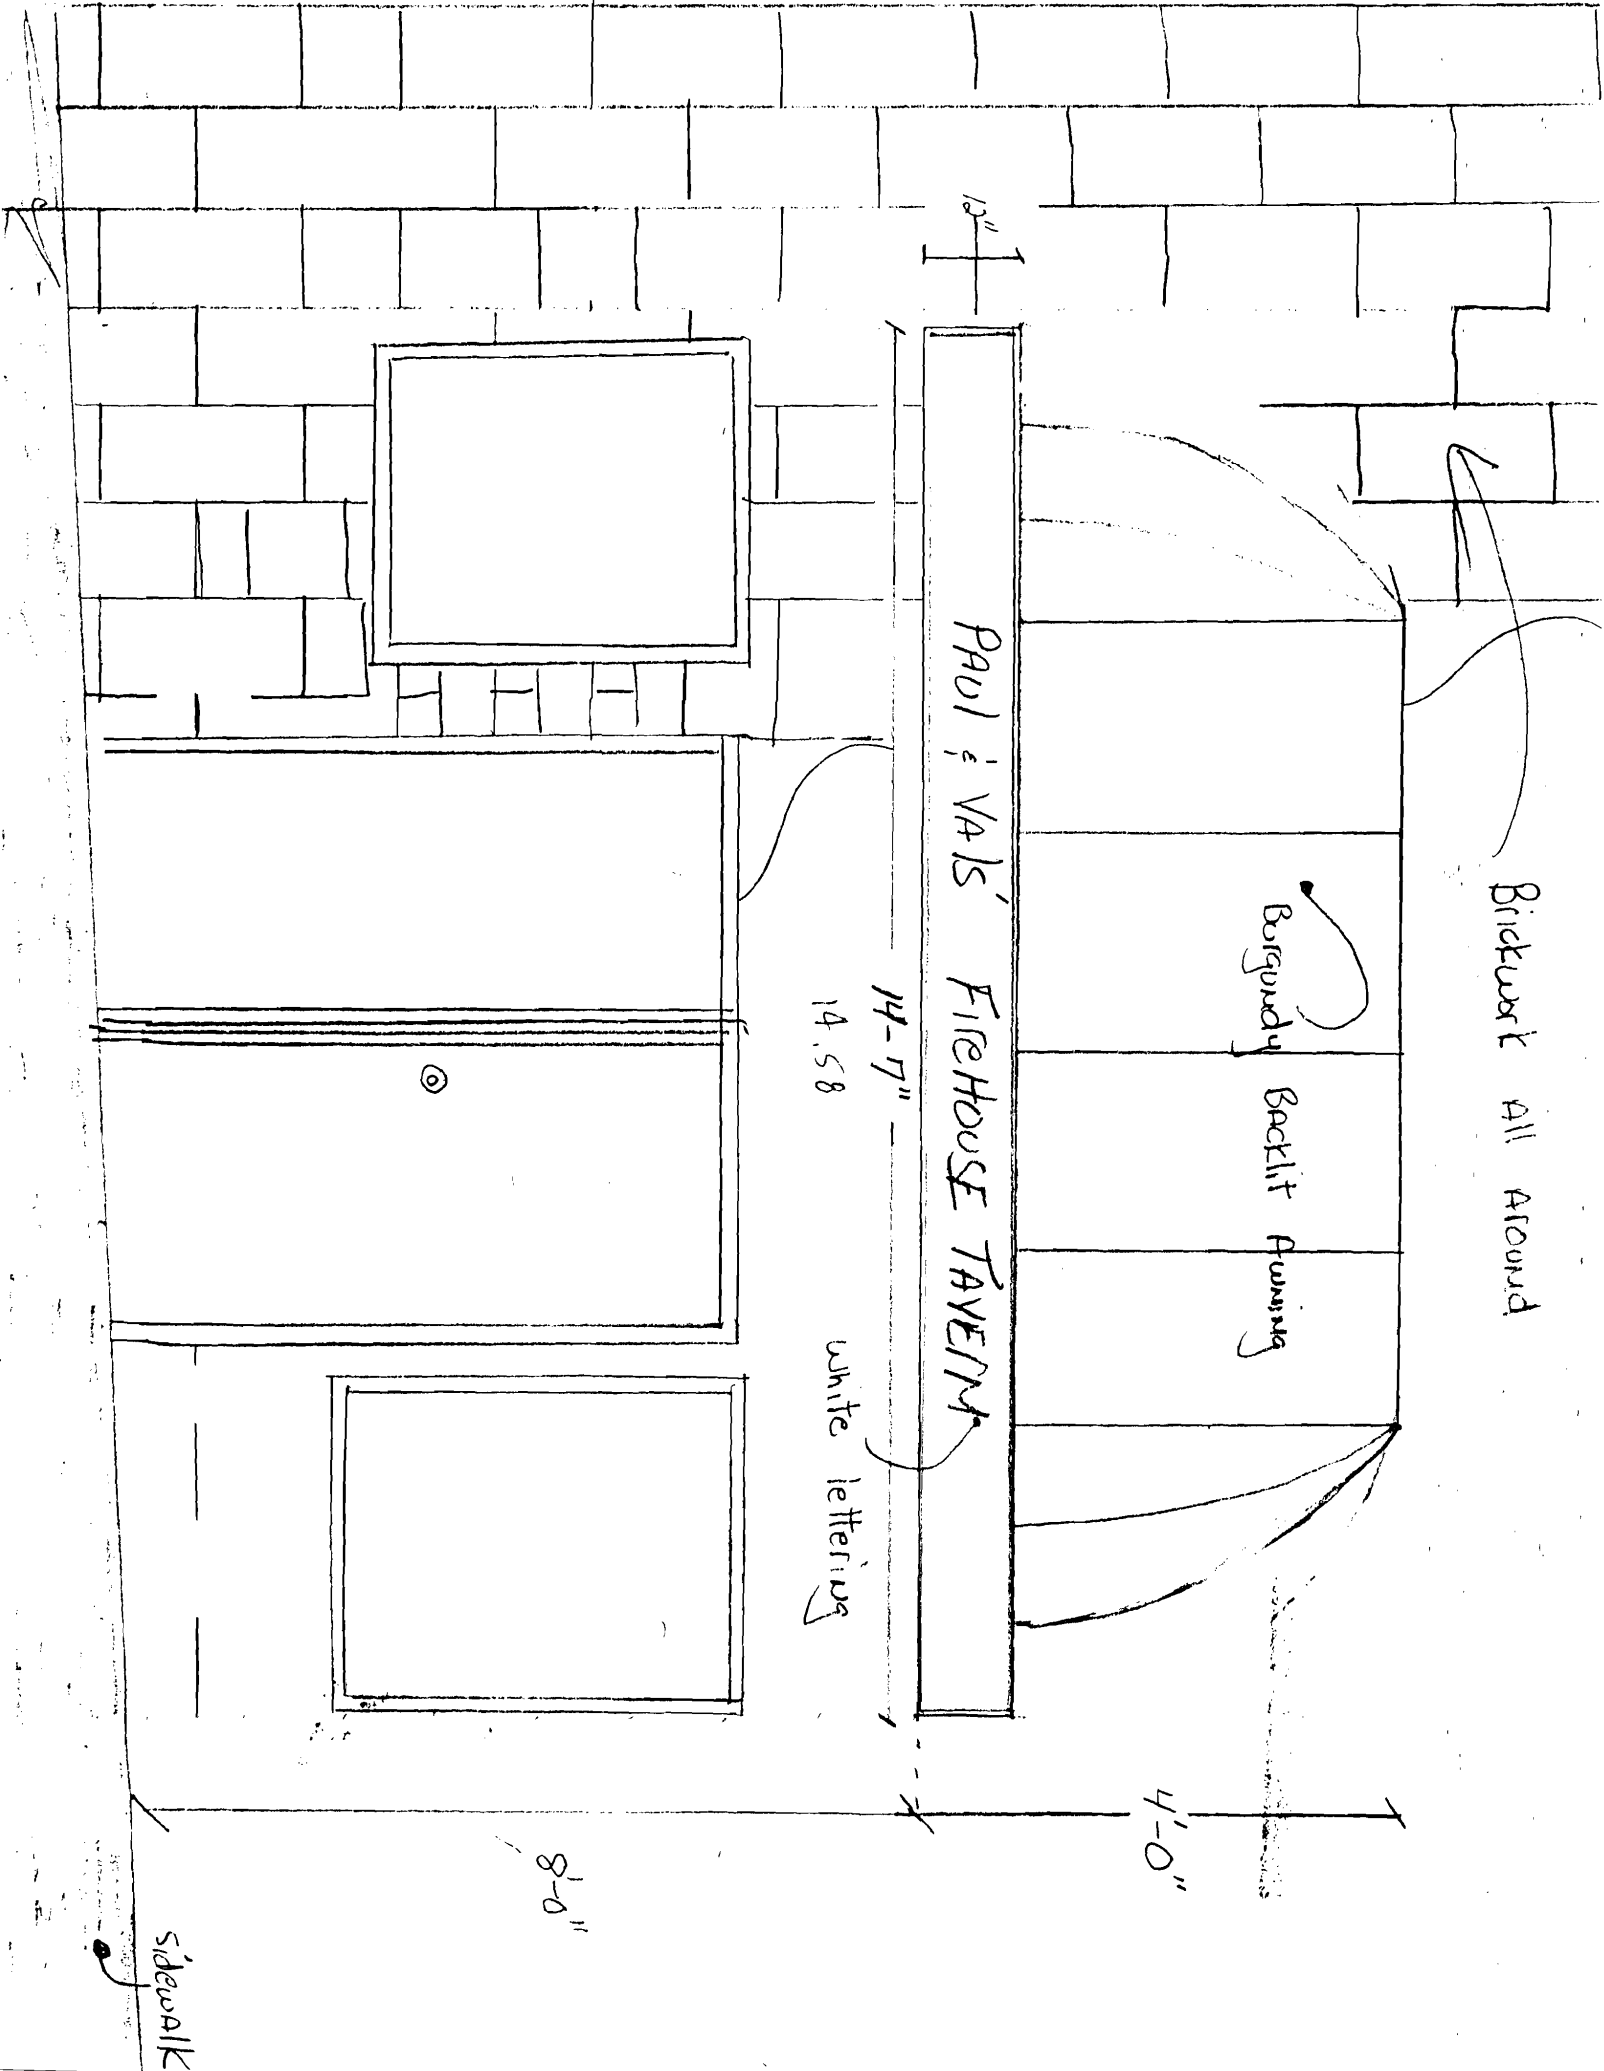 Brickwork All Around
Burgundy Backlit Awning
4'-0"
12"
PAUl & VAls' FireHOUSE TAVErN
14-7"
14.58
white lettering
8'-0"
sidewAlk